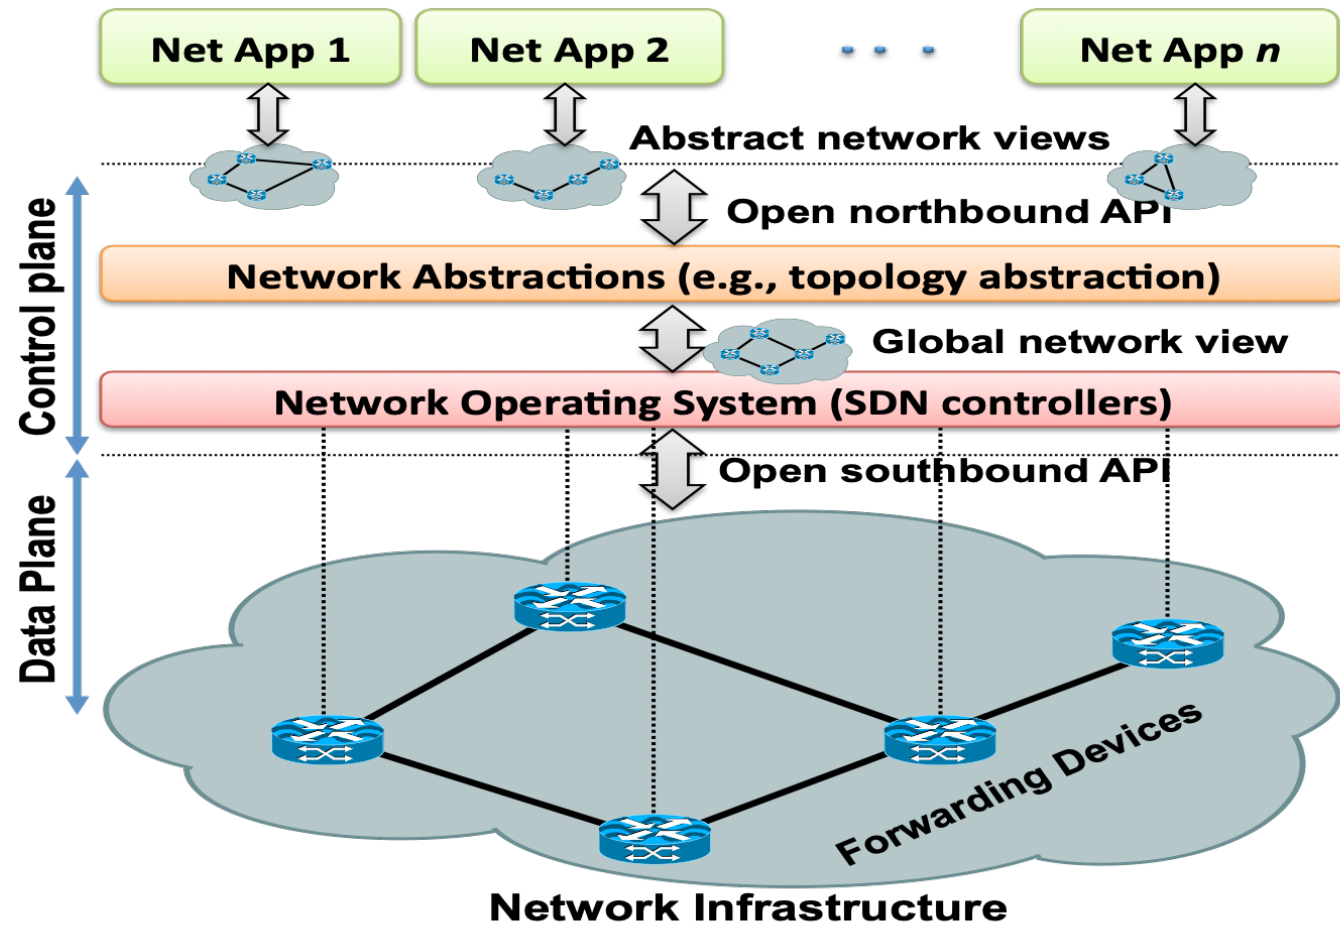 Net App 1
Net App 2
Net App n
Abstract network views
Open northbound API
Control plane
Network Abstractions (e.g., topology abstraction)
Global network view
Network Operating System (SDN controllers)
Open southbound API
Data Plane
Forwarding Devices
Network Infrastructure